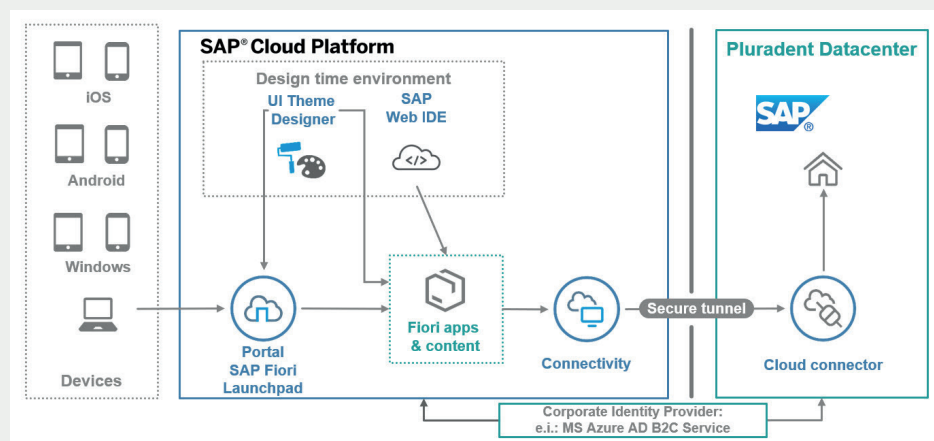 iOS
Android
Windows
Devices
SAP® Cloud Platform
Design time environment
UI Theme
Designer
SAP
Web IDE
</>
Portal
SAP Fiori
Launchpad
Fiori apps
& content
Connectivity
Secure tunnel
Pluradent Datacenter
SAP®
Cloud connector
Corporate Identity Provider:
e.i.: MS Azure AD B2C Service